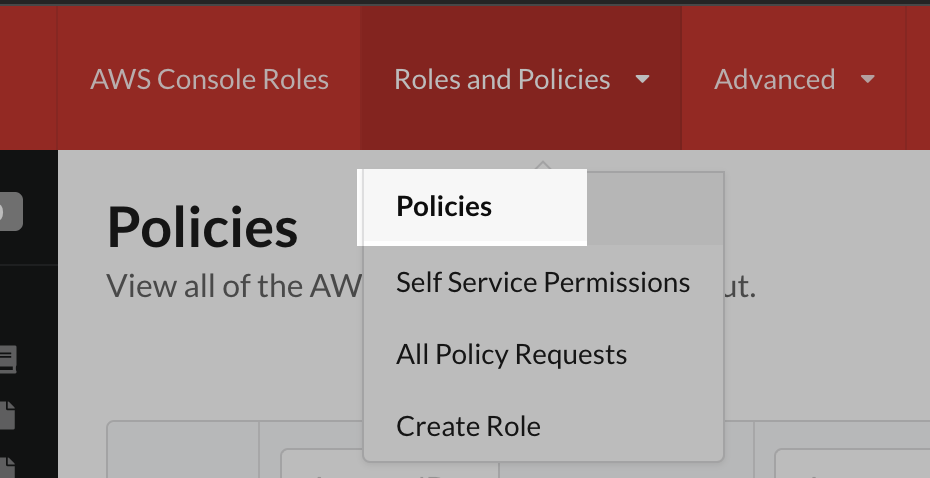 AWS Console Roles
Roles and Policies
Advanced
Policies
View all of the AW
ut.
Policies
Self Service Permissions
All Policy Requests
Create Role